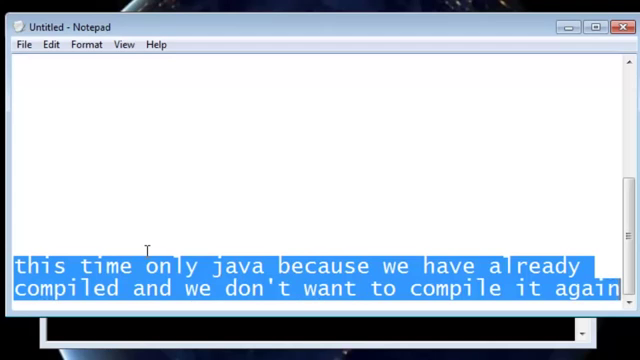 Untitled - Notepad
File Edit Format View Help
this time only java because we have already
compiled and we don't want to compile it again